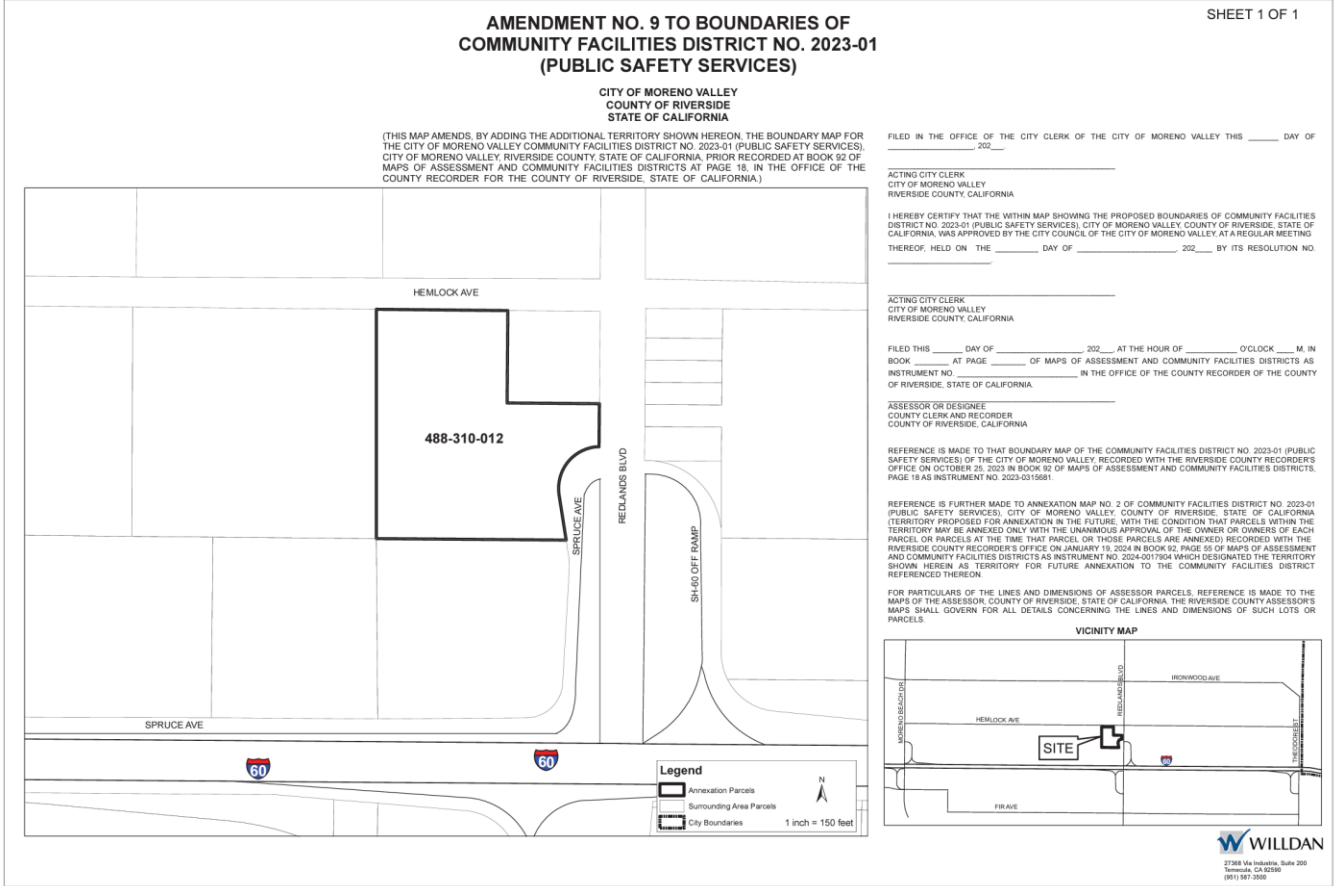 SHEET 1 OF 1
AMENDMENT NO. 9 TO BOUNDARIES OF
COMMUNITY FACILITIES DISTRICT NO. 2023-01
(PUBLIC SAFETY SERVICES)
CITY OF MORENO VALLEY
COUNTY OF RIVERSIDE
STATE OF CALIFORNIA
(THIS MAP AMENDS, BY ADDING THE ADDITIONAL TERRITORY SHOWN HEREON, THE BOUNDARY MAP FOR
THE CITY OF MORENO VALLEY COMMUNITY FACILITIES DISTRICT NO. 2023-01 (PUBLIC SAFETY SERVICES),
CITY OF MORENO VALLEY, RIVERSIDE COUNTY, STATE OF CALIFORNIA, PRIOR RECORDED AT BOOK 92 OF
MAPS OF ASSESSMENT AND COMMUNITY FACILITIES DISTRICTS AT PAGE 18, IN THE OFFICE OF THE
COUNTY RECORDER FOR THE COUNTY OF RIVERSIDE, STATE OF CALIFORNIA.)
HEMLOCK AVE
488-310-012
REDLANDS BLVD
SPRUCE AVE
SH-60 OFF RAMP
SPRUCE AVE
60
60
Legend
Annexation Parcels
Surrounding Area Parcels
City Boundaries
N
1 inch = 150 feet
FILED IN THE OFFICE OF THE CITY CLERK OF THE CITY OF MORENO VALLEY THIS ______ DAY OF
____________________, 202___.
ACTING CITY CLERK
CITY OF MORENO VALLEY
RIVERSIDE COUNTY, CALIFORNIA
I HEREBY CERTIFY THAT THE WITHIN MAP SHOWING THE PROPOSED BOUNDARIES OF COMMUNITY FACILITIES
DISTRICT NO. 2023-01 (PUBLIC SAFETY SERVICES), CITY OF MORENO VALLEY, COUNTY OF RIVERSIDE, STATE OF
CALIFORNIA, WAS APPROVED BY THE CITY COUNCIL OF THE CITY OF MORENO VALLEY, AT A REGULAR MEETING
THEREOF, HELD ON THE _________ DAY OF _____________________, 202____ BY ITS RESOLUTION NO.
______________________.
ACTING CITY CLERK
CITY OF MORENO VALLEY
RIVERSIDE COUNTY, CALIFORNIA
FILED THIS ______ DAY OF __________________, 202___, AT THE HOUR OF ___________ O'CLOCK ____ M, IN
BOOK _______ AT PAGE _______ OF MAPS OF ASSESSMENT AND COMMUNITY FACILITIES DISTRICTS AS
INSTRUMENT NO. __________________________ IN THE OFFICE OF THE COUNTY RECORDER OF THE COUNTY
OF RIVERSIDE, STATE OF CALIFORNIA.
ASSESSOR OR DESIGNEE
COUNTY CLERK AND RECORDER
COUNTY OF RIVERSIDE, CALIFORNIA
REFERENCE IS MADE TO THAT BOUNDARY MAP OF THE COMMUNITY FACILITIES DISTRICT NO. 2023-01 (PUBLIC
SAFETY SERVICES) OF THE CITY OF MORENO VALLEY, RECORDED WITH THE RIVERSIDE COUNTY RECORDER'S
OFFICE ON OCTOBER 25, 2023 IN BOOK 92 OF MAPS OF ASSESSMENT AND COMMUNITY FACILITIES DISTRICTS,
PAGE 18 AS INSTRUMENT NO. 2023-0315681.
REFERENCE IS FURTHER MADE TO ANNEXATION MAP NO. 2 OF COMMUNITY FACILITIES DISTRICT NO. 2023-01
(PUBLIC SAFETY SERVICES), CITY OF MORENO VALLEY, COUNTY OF RIVERSIDE, STATE OF CALIFORNIA
(TERRITORY PROPOSED FOR ANNEXATION IN THE FUTURE, WITH THE CONDITION THAT PARCELS WITHIN THE
TERRITORY MAY BE ANNEXED ONLY WITH THE UNANIMOUS APPROVAL OF THE OWNER OR OWNERS OF EACH
PARCEL OR PARCELS AT THE TIME THAT PARCEL OR THOSE PARCELS ARE ANNEXED) RECORDED WITH THE
RIVERSIDE COUNTY RECORDER'S OFFICE ON JANUARY 19, 2024 IN BOOK 92, PAGE 55 OF MAPS OF ASSESSMENT
AND COMMUNITY FACILITIES DISTRICTS AS INSTRUMENT NO. 2024-0017904 WHICH DESIGNATED THE TERRITORY
SHOWN HEREIN AS TERRITORY FOR FUTURE ANNEXATION TO THE COMMUNITY FACILITIES DISTRICT
REFERENCED THEREON.
FOR PARTICULARS OF THE LINES AND DIMENSIONS OF ASSESSOR PARCELS, REFERENCE IS MADE TO THE
MAPS OF THE ASSESSOR, COUNTY OF RIVERSIDE, STATE OF CALIFORNIA. THE RIVERSIDE COUNTY ASSESSOR'S
MAPS SHALL GOVERN FOR ALL DETAILS CONCERNING THE LINES AND DIMENSIONS OF SUCH LOTS OR
PARCELS.
VICINITY MAP
MORENO BEACH DR
REDLANDS BLVD
IRONWOOD AVE
HEMLOCK AVE
THEODORE ST
SITE
60
FIR AVE
WILLDAN
27368 Via Industria, Suite 200
Temecula, CA 92590
(951) 587-3500